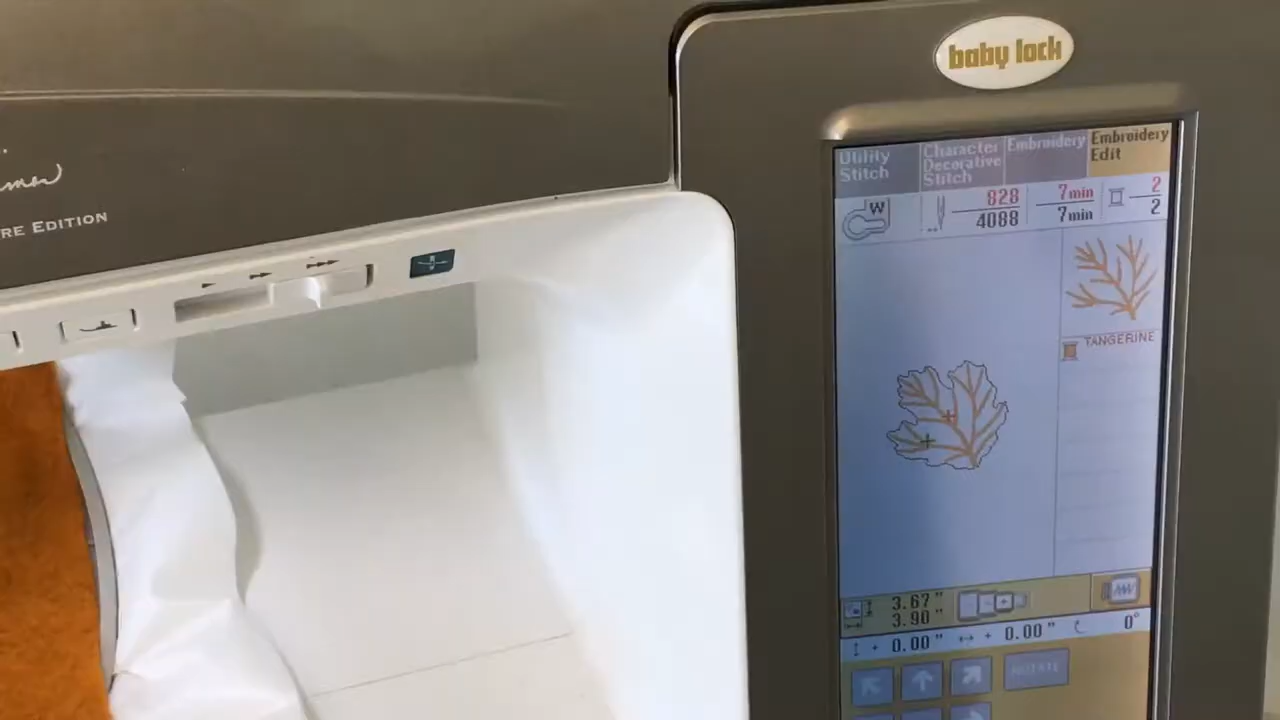 baby lock
RE EDITION
Utility
Stitch
Character
Decorative
Stitch
Embroidery
Embroidery
Edit
W
828
4088
7min
7min
2
2
TANGERINE
3.67"
3.90"
+ 0.00" + 0.00" 0°
ROTATE